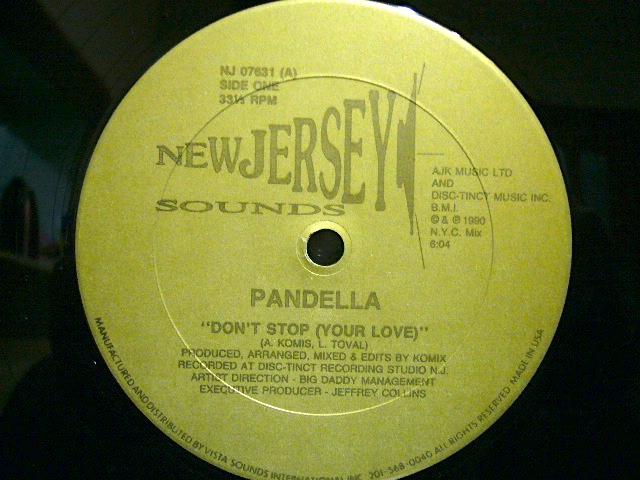 NJ 07631 (A)
SIDE ONE
33⅓ RPM
NEW JERSEY
SOUNDS
AJK MUSIC LTD
AND
DISC-TINCY MUSIC INC.
B.M.I.
© & ℗ 1990
N.Y.C. Mix
6:04
PANDELLA
"DON'T STOP (YOUR LOVE)"
(A. KOMIS, L. TOVAL)
PRODUCED, ARRANGED, MIXED & EDITS BY KOMIX
RECORDED AT DISC-TINCT RECORDING STUDIO N.J.
ARTIST DIRECTION - BIG DADDY MANAGEMENT
EXECUTIVE PRODUCER - JEFFREY COLLINS
MANUFACTURED AND DISTRIBUTED BY VISTA SOUNDS INTERNATIONAL INC. 201-568-0040 ALL RIGHTS RESERVED MADE IN USA